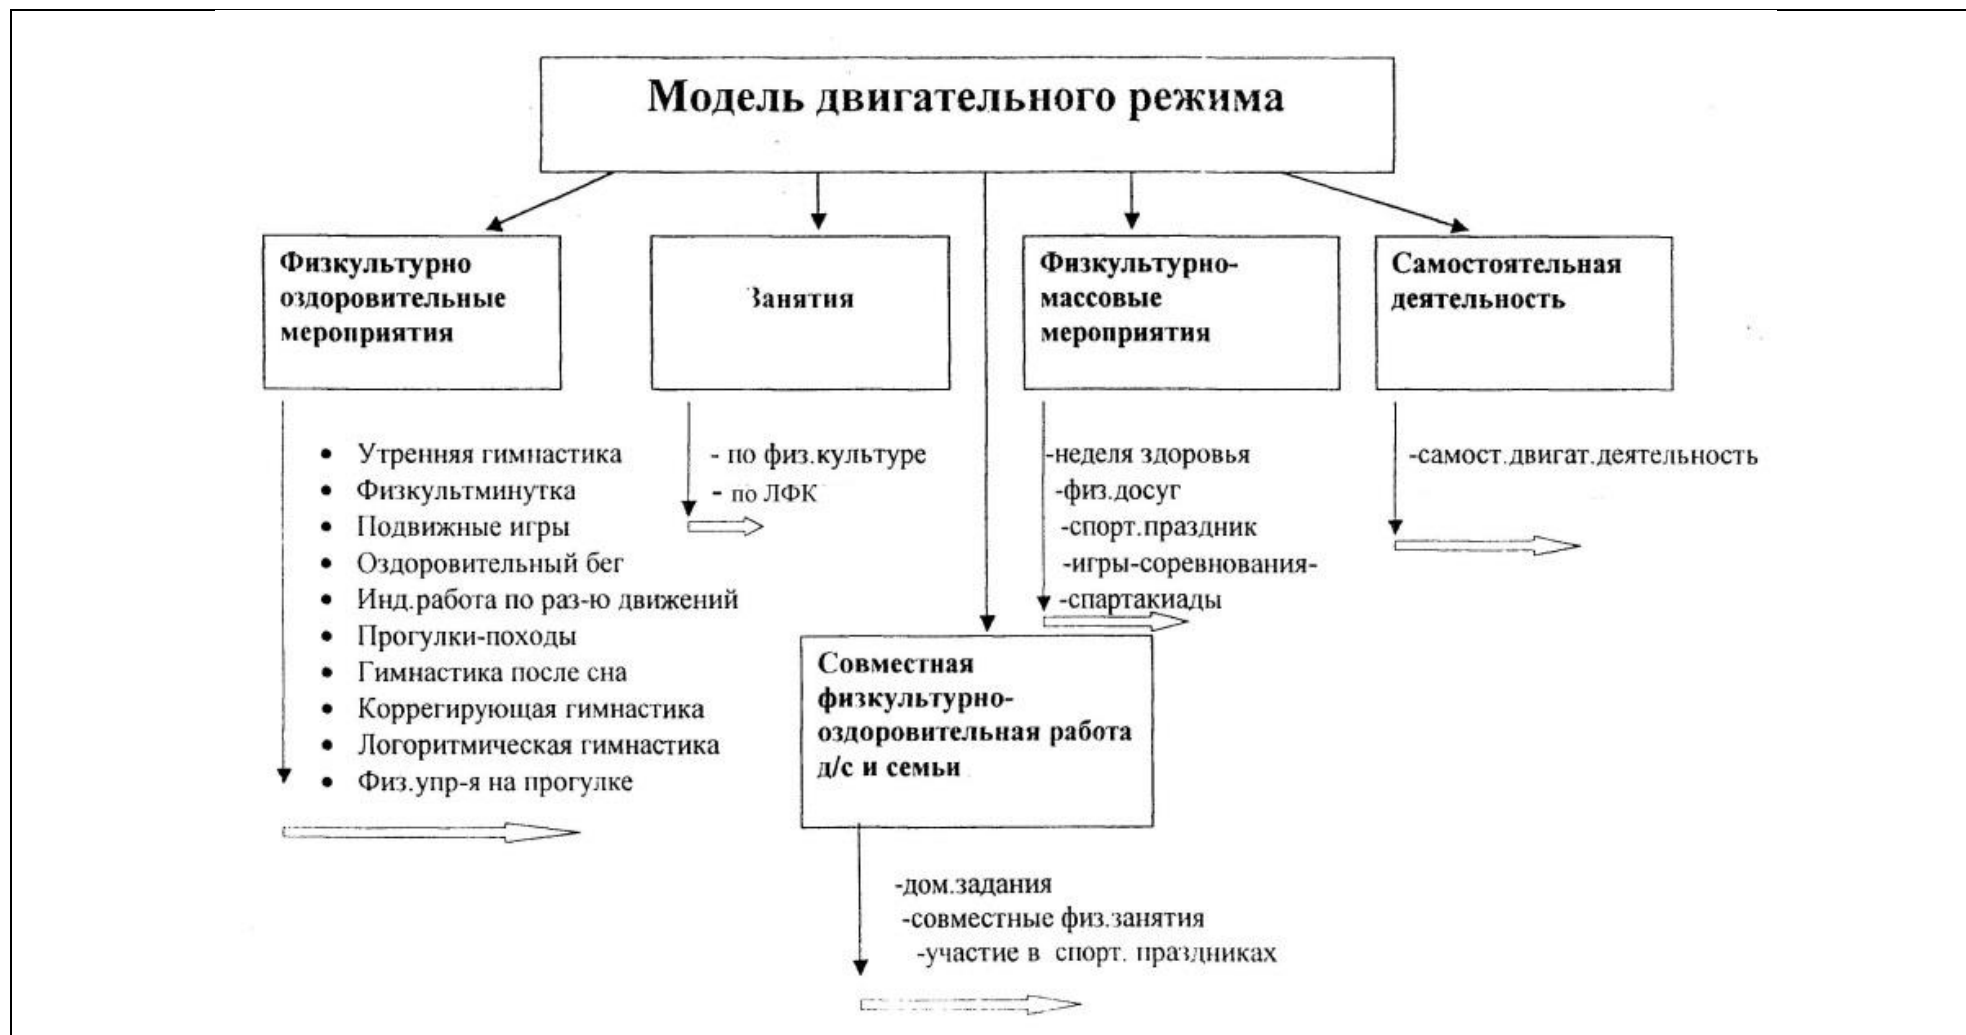 Модель двигательного режима
Физкультурно
оздоровительные
мероприятия
Занятия
Физкультурно-
массовые
мероприятия
Самостоятельная
деятельность
• Утренняя гимнастика
• Физкультминутка
• Подвижные игры
• Оздоровительный бег
• Инд.работа по раз-ю движений
• Прогулки-походы
• Гимнастика после сна
• Коррегирующая гимнастика
• Логоритмическая гимнастика
• Физ.упр-я на прогулке
- по физ.культуре
- по ЛФК
-неделя здоровья
-физ.досуг
-спорт.праздник
-игры-соревнования-
-спартакиады
-самост.двигат.деятельность
Совместная
физкультурно-
оздоровительная работа
д/с и семьи
-дом.задания
-совместные физ.занятия
-участие в спорт. праздниках